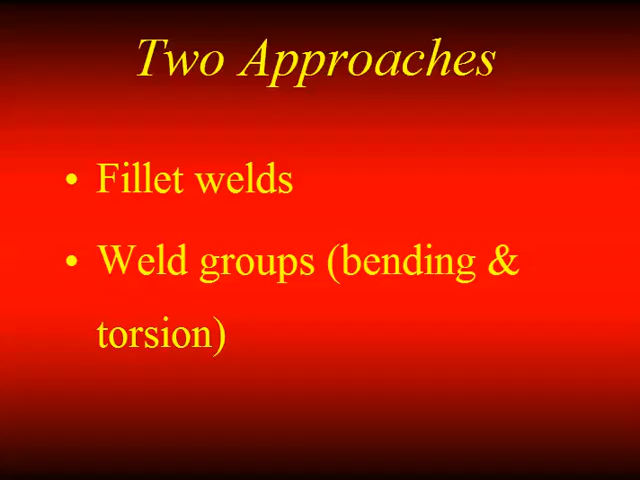 Two Approaches
• Fillet welds
• Weld groups (bending &
torsion)